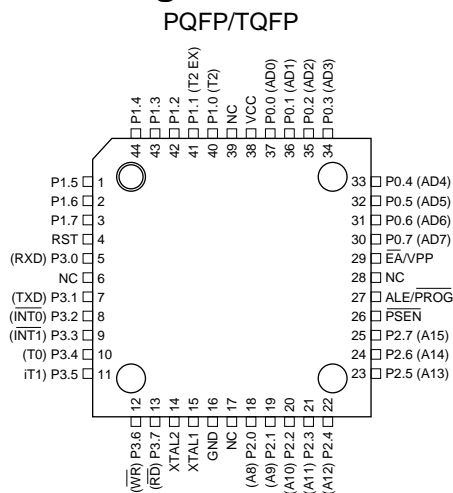 PQFP/TQFP
P1.4
P1.3
P1.2
P1.1 (T2 EX)
P1.0 (T2)
NC
VCC
P0.0 (AD0)
P0.1 (AD1)
P0.2 (AD2)
P0.3 (AD3)
44 43 42 41 40 39 38 37 36 35 34
P1.5 1
P1.6 2
P1.7 3
RST 4
(RXD) P3.0 5
NC 6
(TXD) P3.1 7
(INT0) P3.2 8
(INT1) P3.3 9
(T0) P3.4 10
iT1) P3.5 11
33 P0.4 (AD4)
32 P0.5 (AD5)
31 P0.6 (AD6)
30 P0.7 (AD7)
29 EA/VPP
28 NC
27 ALE/PROG
26 PSEN
25 P2.7 (A15)
24 P2.6 (A14)
23 P2.5 (A13)
12 13 14 15 16 17 18 19 20 21 22
(WR) P3.6
(RD) P3.7
XTAL2
XTAL1
GND
NC
(A8) P2.0
(A9) P2.1
(A10) P2.2
(A11) P2.3
(A12) P2.4